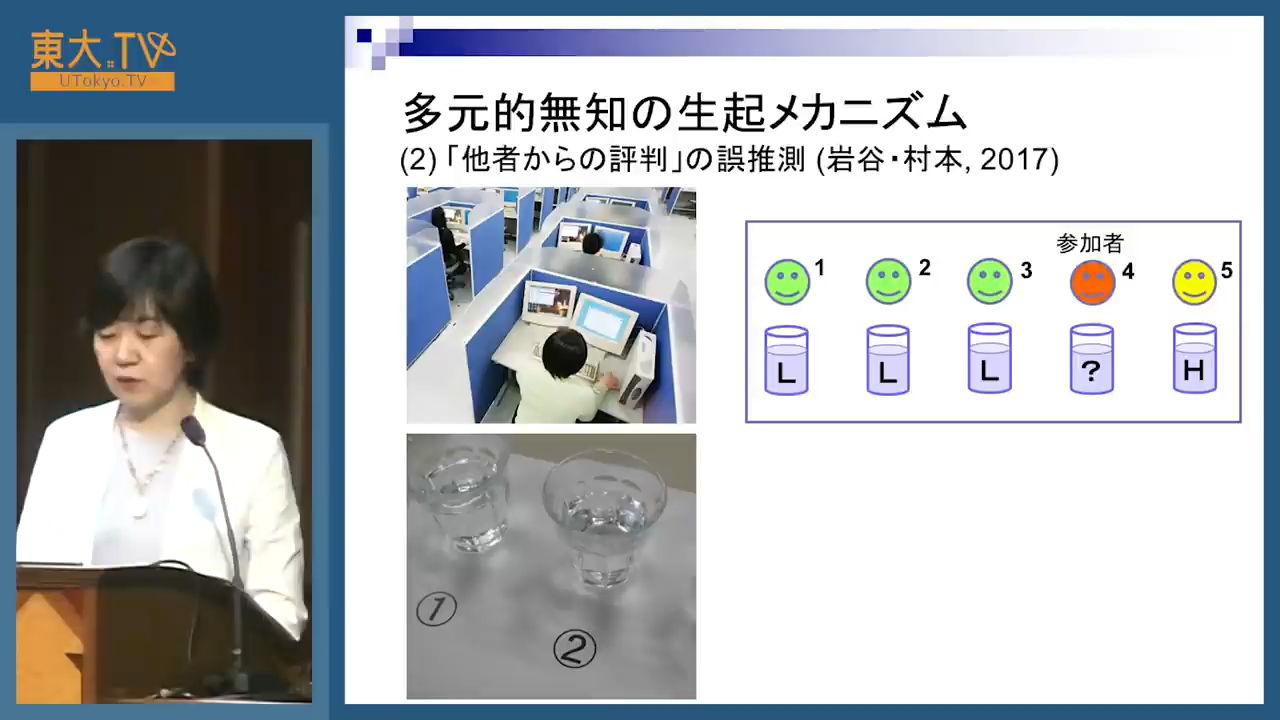 東大.TV
UTokyo.TV
多元的無知の生起メカニズム
(2) 「他者からの評判」の誤推測 (岩谷・村本, 2017)
参加者
1 2 3 4 5
L L L ? H
①
②